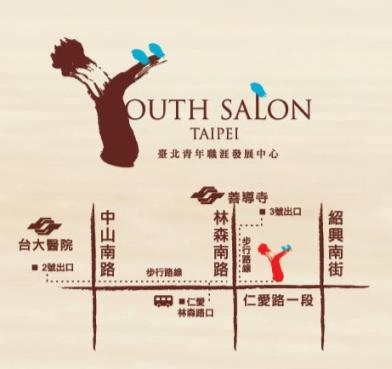 YOUTH SALON
TAIPEI
臺北青年職涯發展中心
善導寺
3號出口
台大醫院
2號出口
中山南路
林森南路
紹興南街
步行路線
步行路線
仁愛林森路口
仁愛路一段